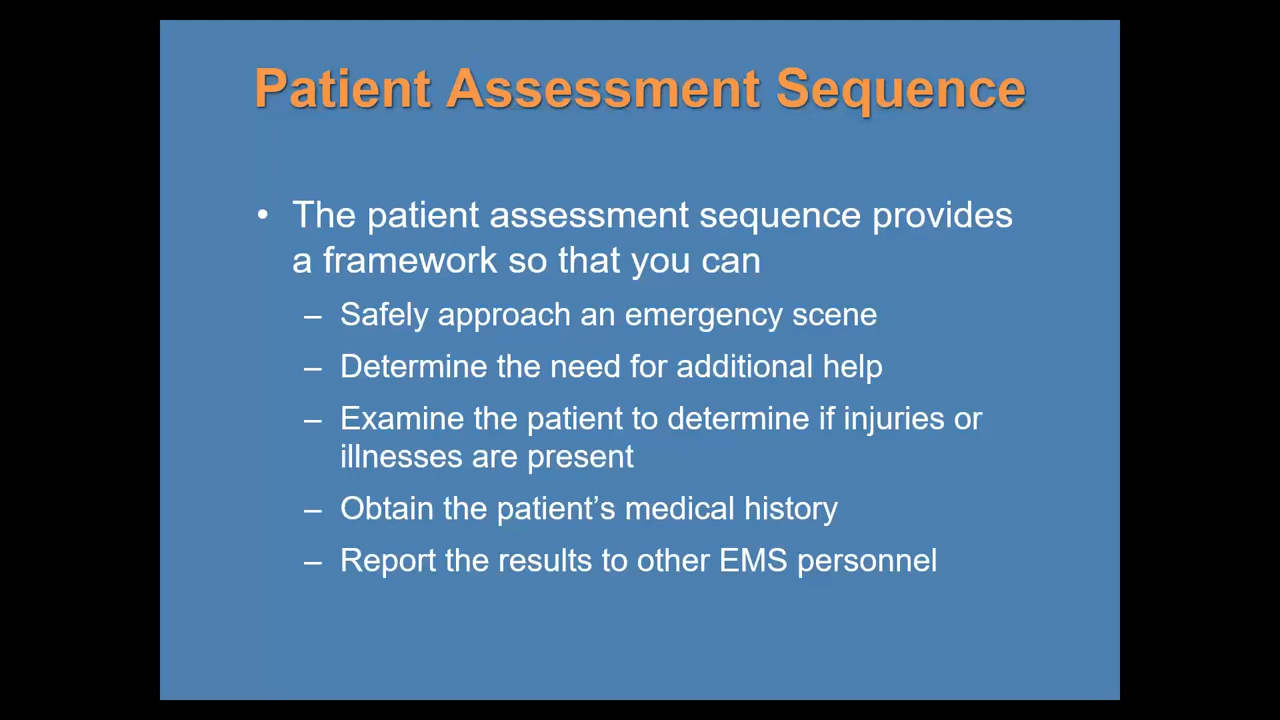 Patient Assessment Sequence
• The patient assessment sequence provides
a framework so that you can
– Safely approach an emergency scene
– Determine the need for additional help
– Examine the patient to determine if injuries or
illnesses are present
– Obtain the patient’s medical history
– Report the results to other EMS personnel